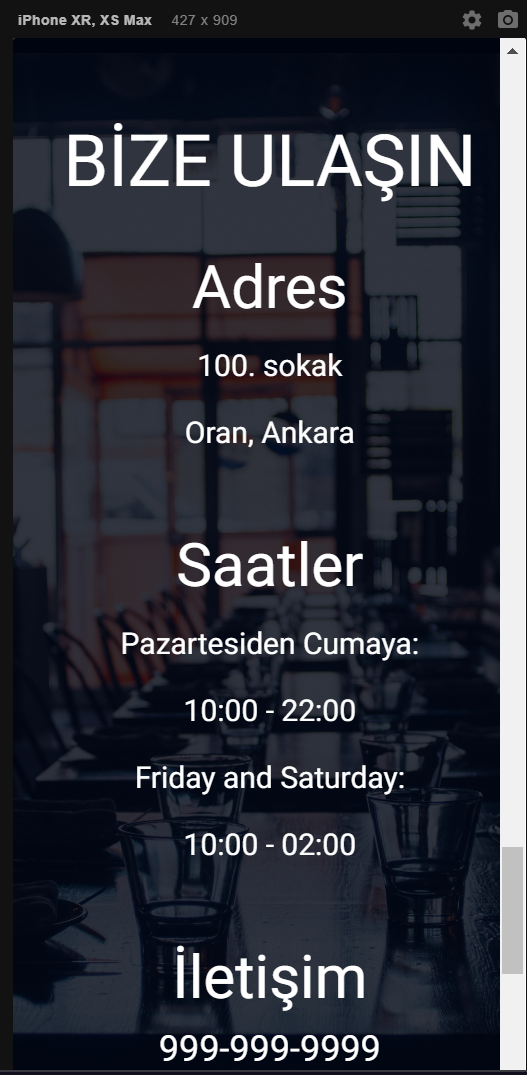 iPhone XR, XS Max 427 x 909
BİZE ULAŞIN
Adres
100. sokak
Oran, Ankara
Saatler
Pazartesiden Cumaya:
10:00 - 22:00
Friday and Saturday:
10:00 - 02:00
İletişim
999-999-9999